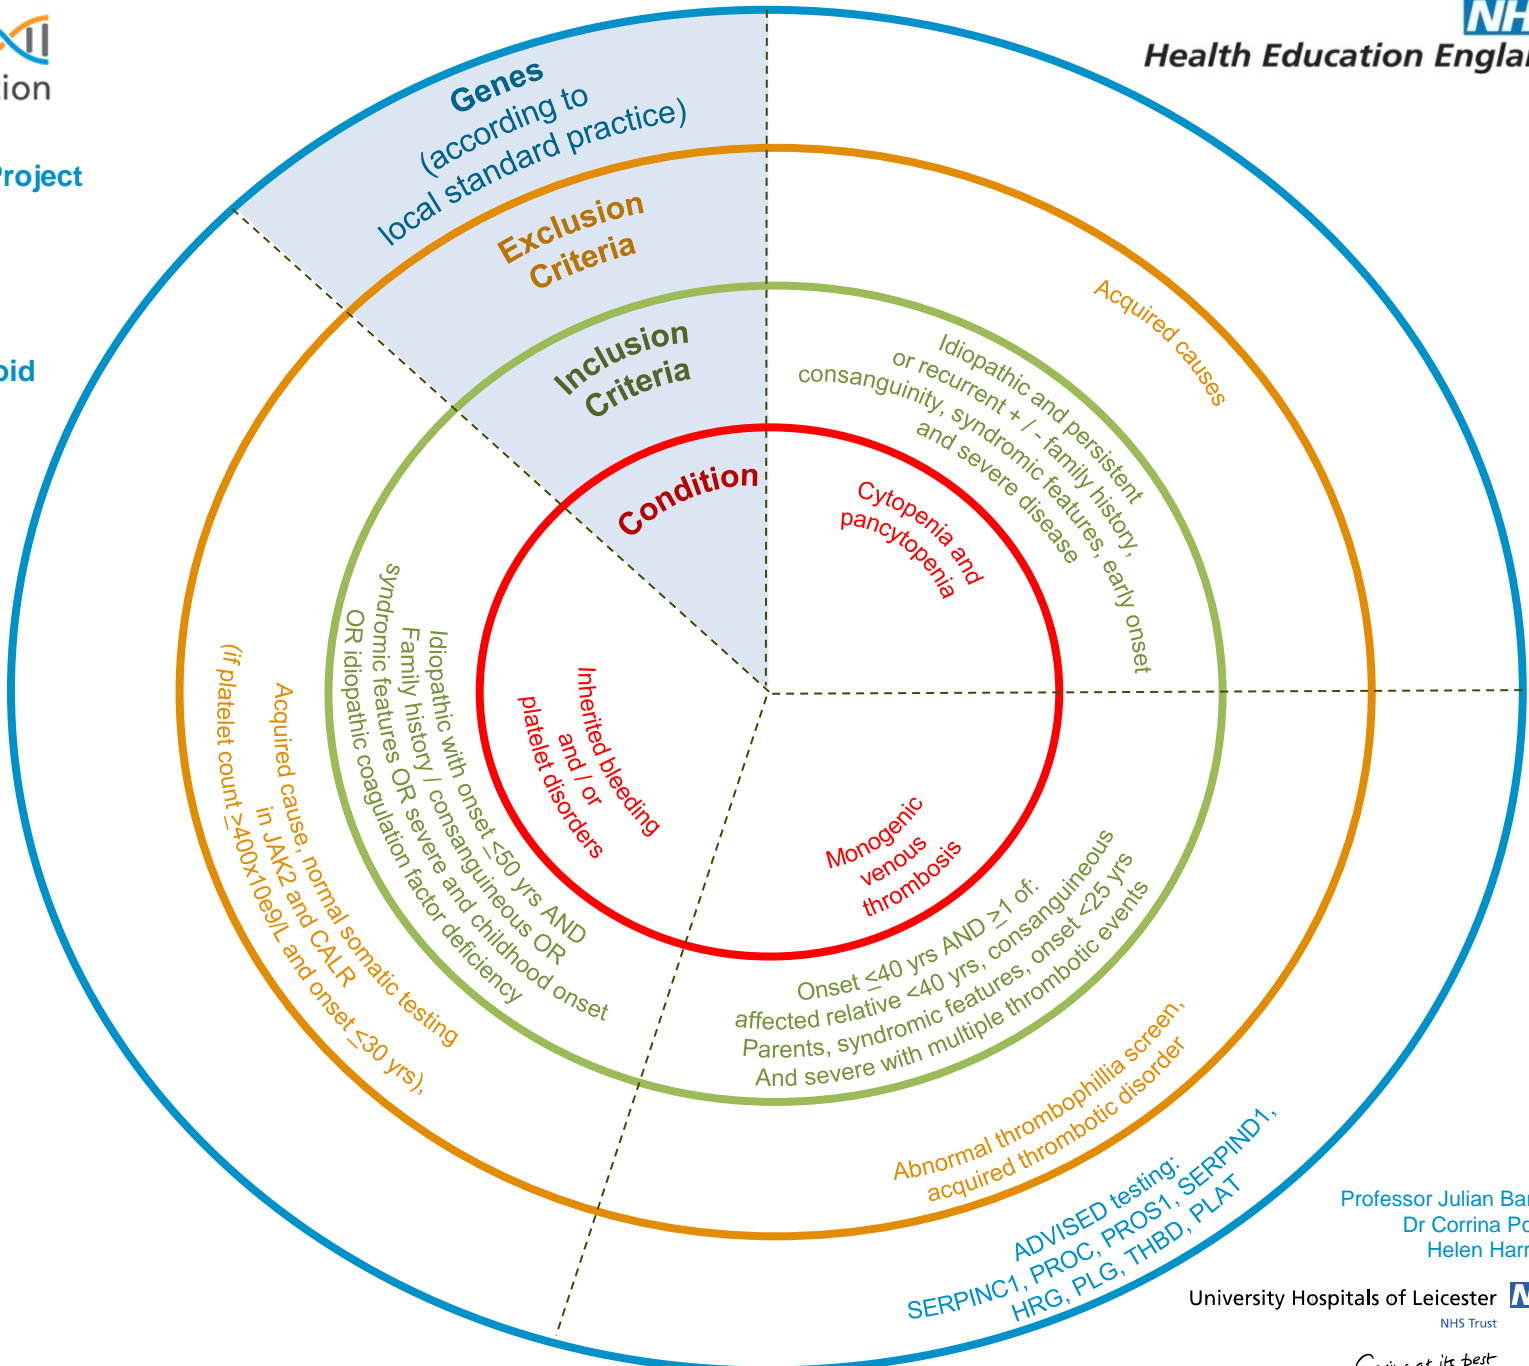 Health Education
Project
Genes
(according to
local standard practice)
Exclusion
Criteria
Inclusion
Criteria
Condition
Acquired causes
Idiopathic and persistent
or recurrent + / - family history,
consanguinity, syndromic features, early onset
and severe disease
Cytopenia and
pancytopenia
Monogenic
venous
thrombosis
Onset ≤40 yrs AND ≥1 of:
affected relative <40 yrs, consanguineous
Parents, syndromic features, onset <25 yrs
And severe with multiple thrombotic events
Abnormal thrombophillia screen,
acquired thrombotic disorder
ADVISED testing:
SERPINC1, PROC, PROS1, SERPIND1,
HRG, PLG, THBD, PLAT
Inherited bleeding
and / or
platelet disorders
Idiopathic with onset ≤50 yrs AND
Family history / consanguineous OR
syndromic features OR severe and childhood onset
OR idiopathic coagulation factor deficiency
Acquired cause, normal somatic testing
in JAK2 and CALR
(if platelet count ≥400x10e9/L and onset ≤30 yrs),
Professor Julian
Dr Corrina
Helen
University Hospitals of Leicester
NHS Trust
at its best